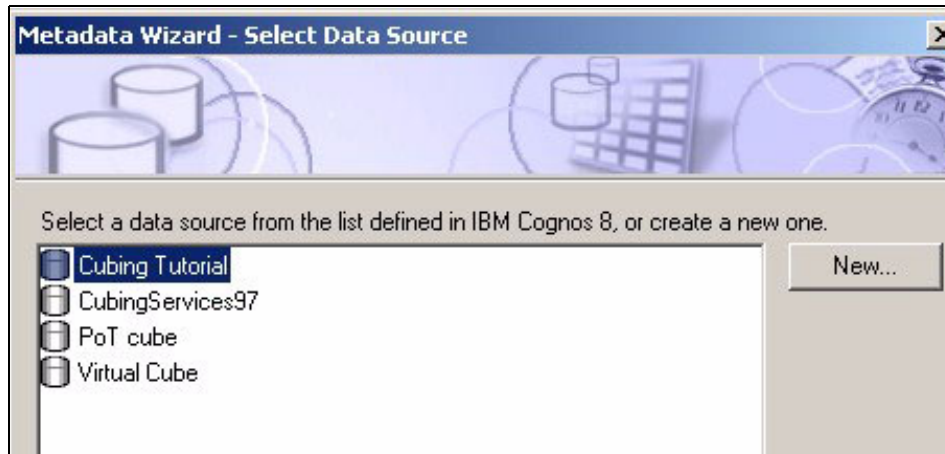 Metadata Wizard - Select Data Source
Select a data source from the list defined in IBM Cognos 8, or create a new one.
Cubing Tutorial
New...
CubingServices97
PoT cube
Virtual Cube